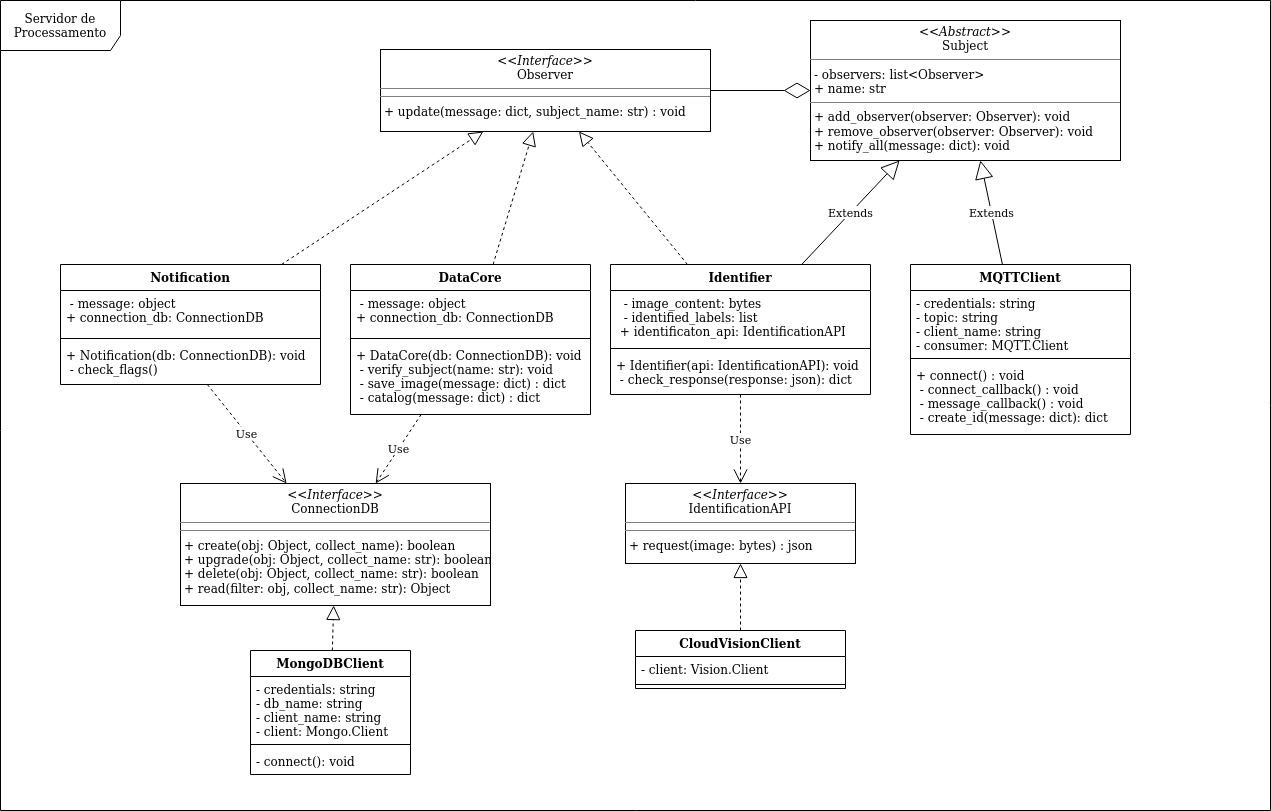 Servidor de
Processamento
<<Interface>>
Observer
+ update(message: dict, subject_name: str) : void
<<Abstract>>
Subject
- observers: list<Observer>
+ name: str
+ add_observer(observer: Observer): void
+ remove_observer(observer: Observer): void
+ notify_all(message: dict): void
Extends
Extends
Notification
- message: object
+ connection_db: ConnectionDB
+ Notification(db: ConnectionDB): void
- check_flags()
DataCore
- message: object
+ connection_db: ConnectionDB
+ DataCore(db: ConnectionDB): void
- verify_subject(name: str): void
- save_image(message: dict) : dict
- catalog(message: dict) : dict
Identifier
- image_content: bytes
- identified_labels: list
+ identificaton_api: IdentificationAPI
+ Identifier(api: IdentificationAPI): void
- check_response(response: json): dict
MQTTClient
- credentials: string
- topic: string
- client_name: string
- consumer: MQTT.Client
+ connect() : void
- connect_callback() : void
- message_callback() : void
- create_id(message: dict): dict
Use
Use
Use
<<Interface>>
ConnectionDB
+ create(obj: Object, collect_name): boolean
+ upgrade(obj: Object, collect_name: str): boolean
+ delete(obj: Object, collect_name: str): boolean
+ read(filter: obj, collect_name: str): Object
<<Interface>>
IdentificationAPI
+ request(image: bytes) : json
MongoDBClient
- credentials: string
- db_name: string
- client_name: string
- client: Mongo.Client
- connect(): void
CloudVisionClient
- client: Vision.Client